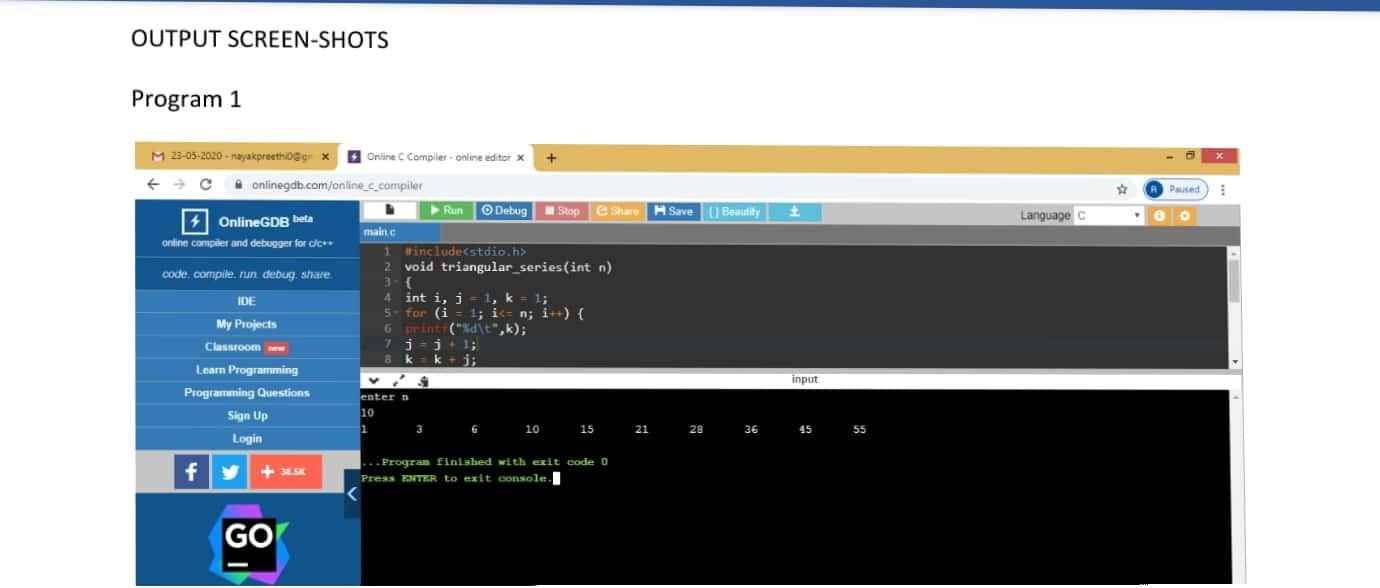 OUTPUT SCREEN-SHOTS
Program 1
23-05-2020 - nayakpreethi0@g x
Online C Compiler - online editor x +
onlinegdb.com/online_c_compiler
R Paused
OnlineGDB beta
online compiler and debugger for c/c++
code. compile. run. debug. share.
IDE
My Projects
Classroom new
Learn Programming
Programming Questions
Sign Up
Login
f + 38.5K
GO
Run Debug Stop Share Save {} Beautify
Language C
main.c
1 #include<stdio.h>
2 void triangular_series(int n)
3 {
4 int i, j = 1, k = 1;
5 for (i = 1; i<= n; i++) {
6 printf("%d\t",k);
7 j = j + 1;
8 k = k + j;
input
enter n
10
1 3 6 10 15 21 28 36 45 55
...Program finished with exit code 0
Press ENTER to exit console.